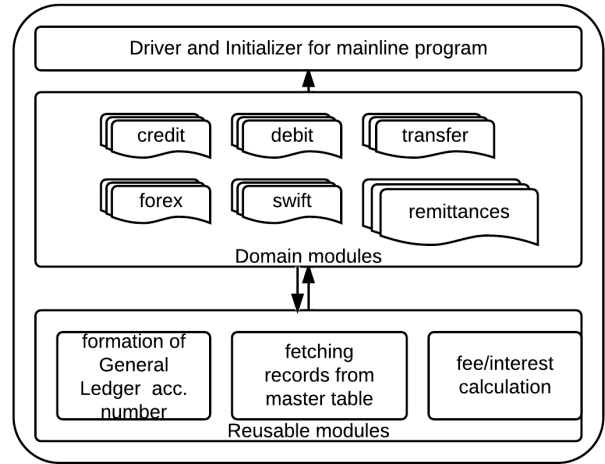 Driver and Initializer for mainline program
credit
debit
transfer
forex
swift
remittances
Domain modules
formation of
General
Ledger acc.
number
fetching
records from
master table
fee/interest
calculation
Reusable modules